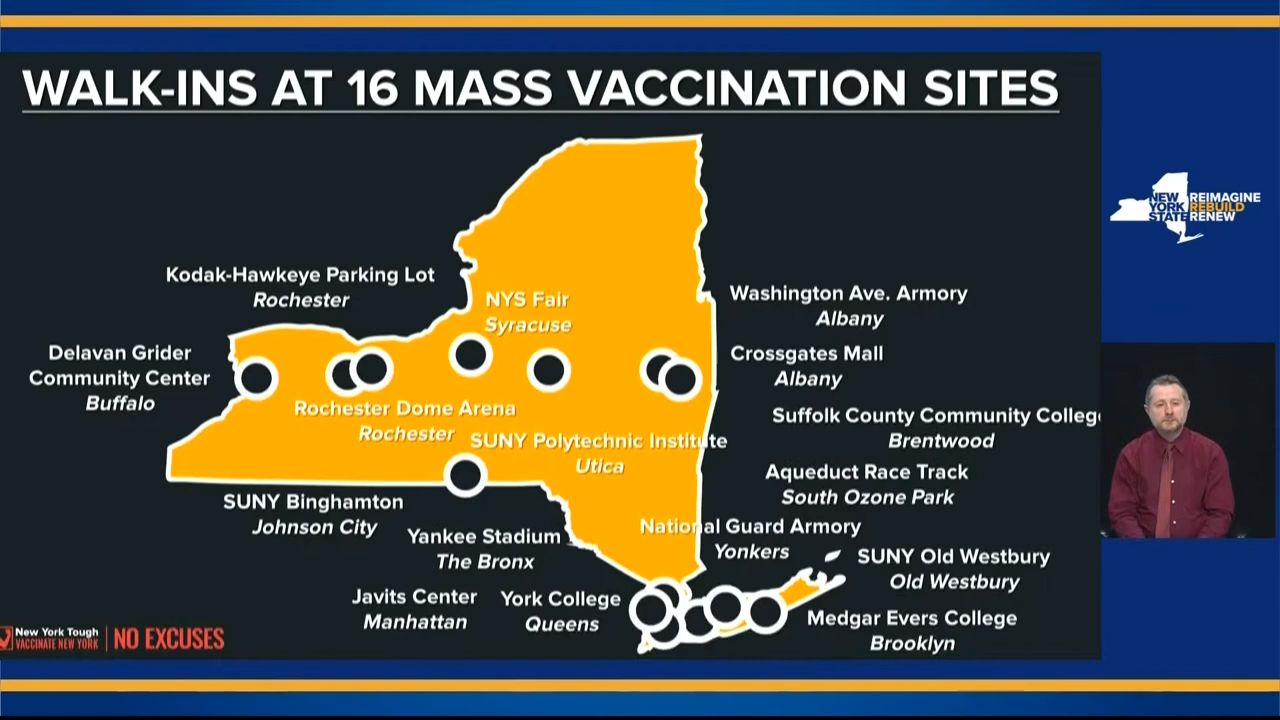 WALK-INS AT 16 MASS VACCINATION SITES
Kodak-Hawkeye Parking Lot
Rochester
NYS Fair
Syracuse
Washington Ave. Armory
Albany
Delavan Grider
Community Center
Buffalo
Crossgates Mall
Albany
Rochester Dome Arena
Rochester
SUNY Polytechnic Institute
Utica
Suffolk County Community College
Brentwood
Aqueduct Race Track
South Ozone Park
SUNY Binghamton
Johnson City
Yankee Stadium
The Bronx
National Guard Armory
Yonkers
SUNY Old Westbury
Old Westbury
Javits Center
Manhattan
York College
Queens
Medgar Evers College
Brooklyn
New York Tough
VACCINATE NEW YORK
NO EXCUSES
NEW
YORK
STATE
REIMAGINE
REBUILD
RENEW